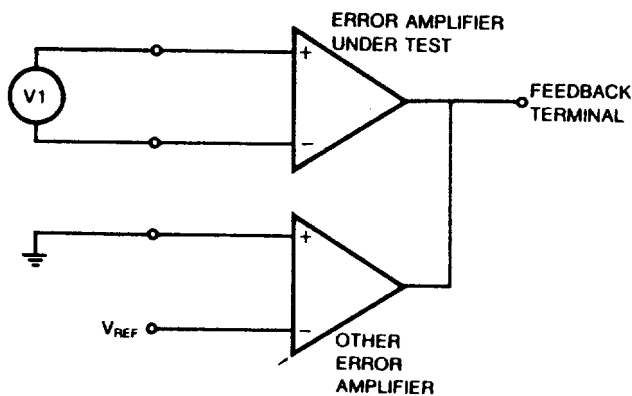 ERROR AMPLIFIER
UNDER TEST
+
V1
−
FEEDBACK
TERMINAL
+
VREF
−
OTHER
ERROR
AMPLIFIER